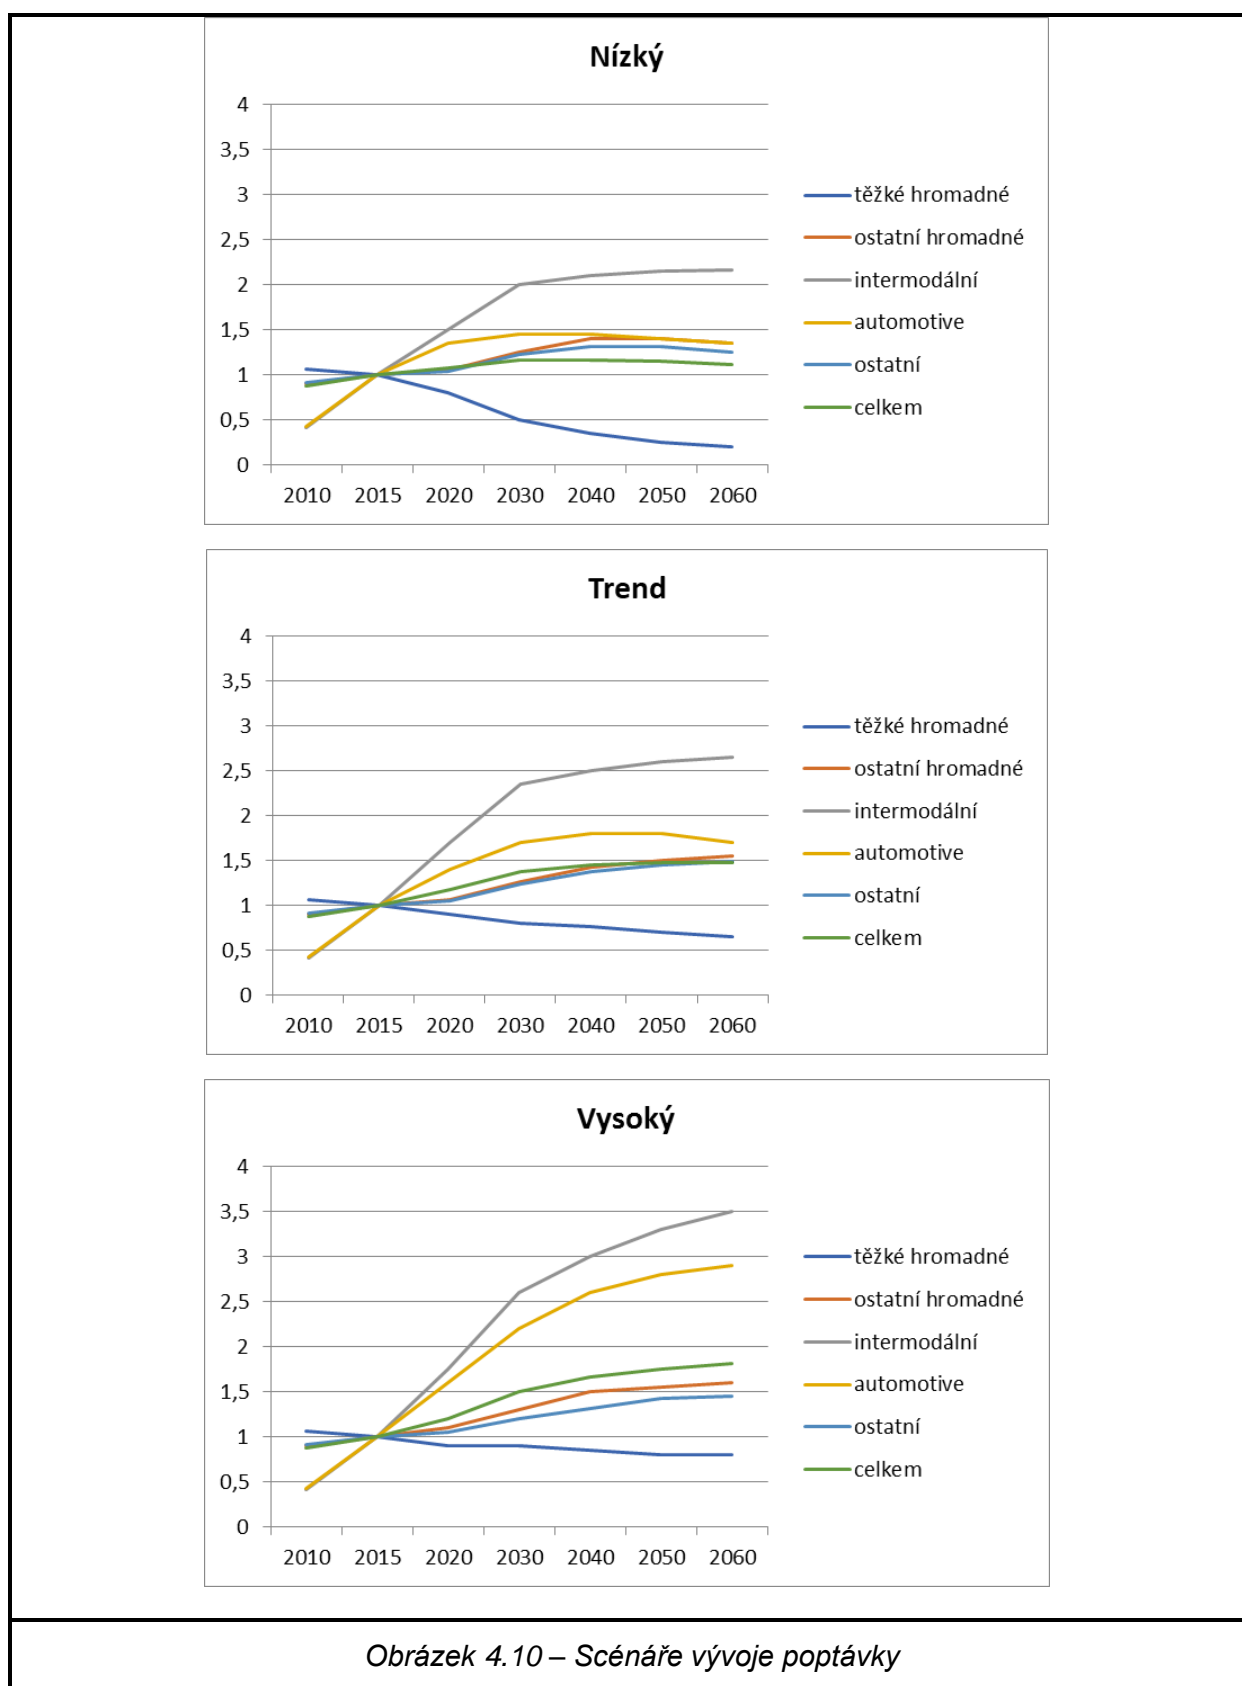 Nízký
4
3,5
3
2,5
2
1,5
1
0,5
0
2010 2015 2020 2030 2040 2050 2060
těžké hromadné
ostatní hromadné
intermodální
automotive
ostatní
celkem
Trend
4
3,5
3
2,5
2
1,5
1
0,5
0
2010 2015 2020 2030 2040 2050 2060
těžké hromadné
ostatní hromadné
intermodální
automotive
ostatní
celkem
Vysoký
4
3,5
3
2,5
2
1,5
1
0,5
0
2010 2015 2020 2030 2040 2050 2060
těžké hromadné
ostatní hromadné
intermodální
automotive
ostatní
celkem
Obrázek 4.10 – Scénáře vývoje poptávky